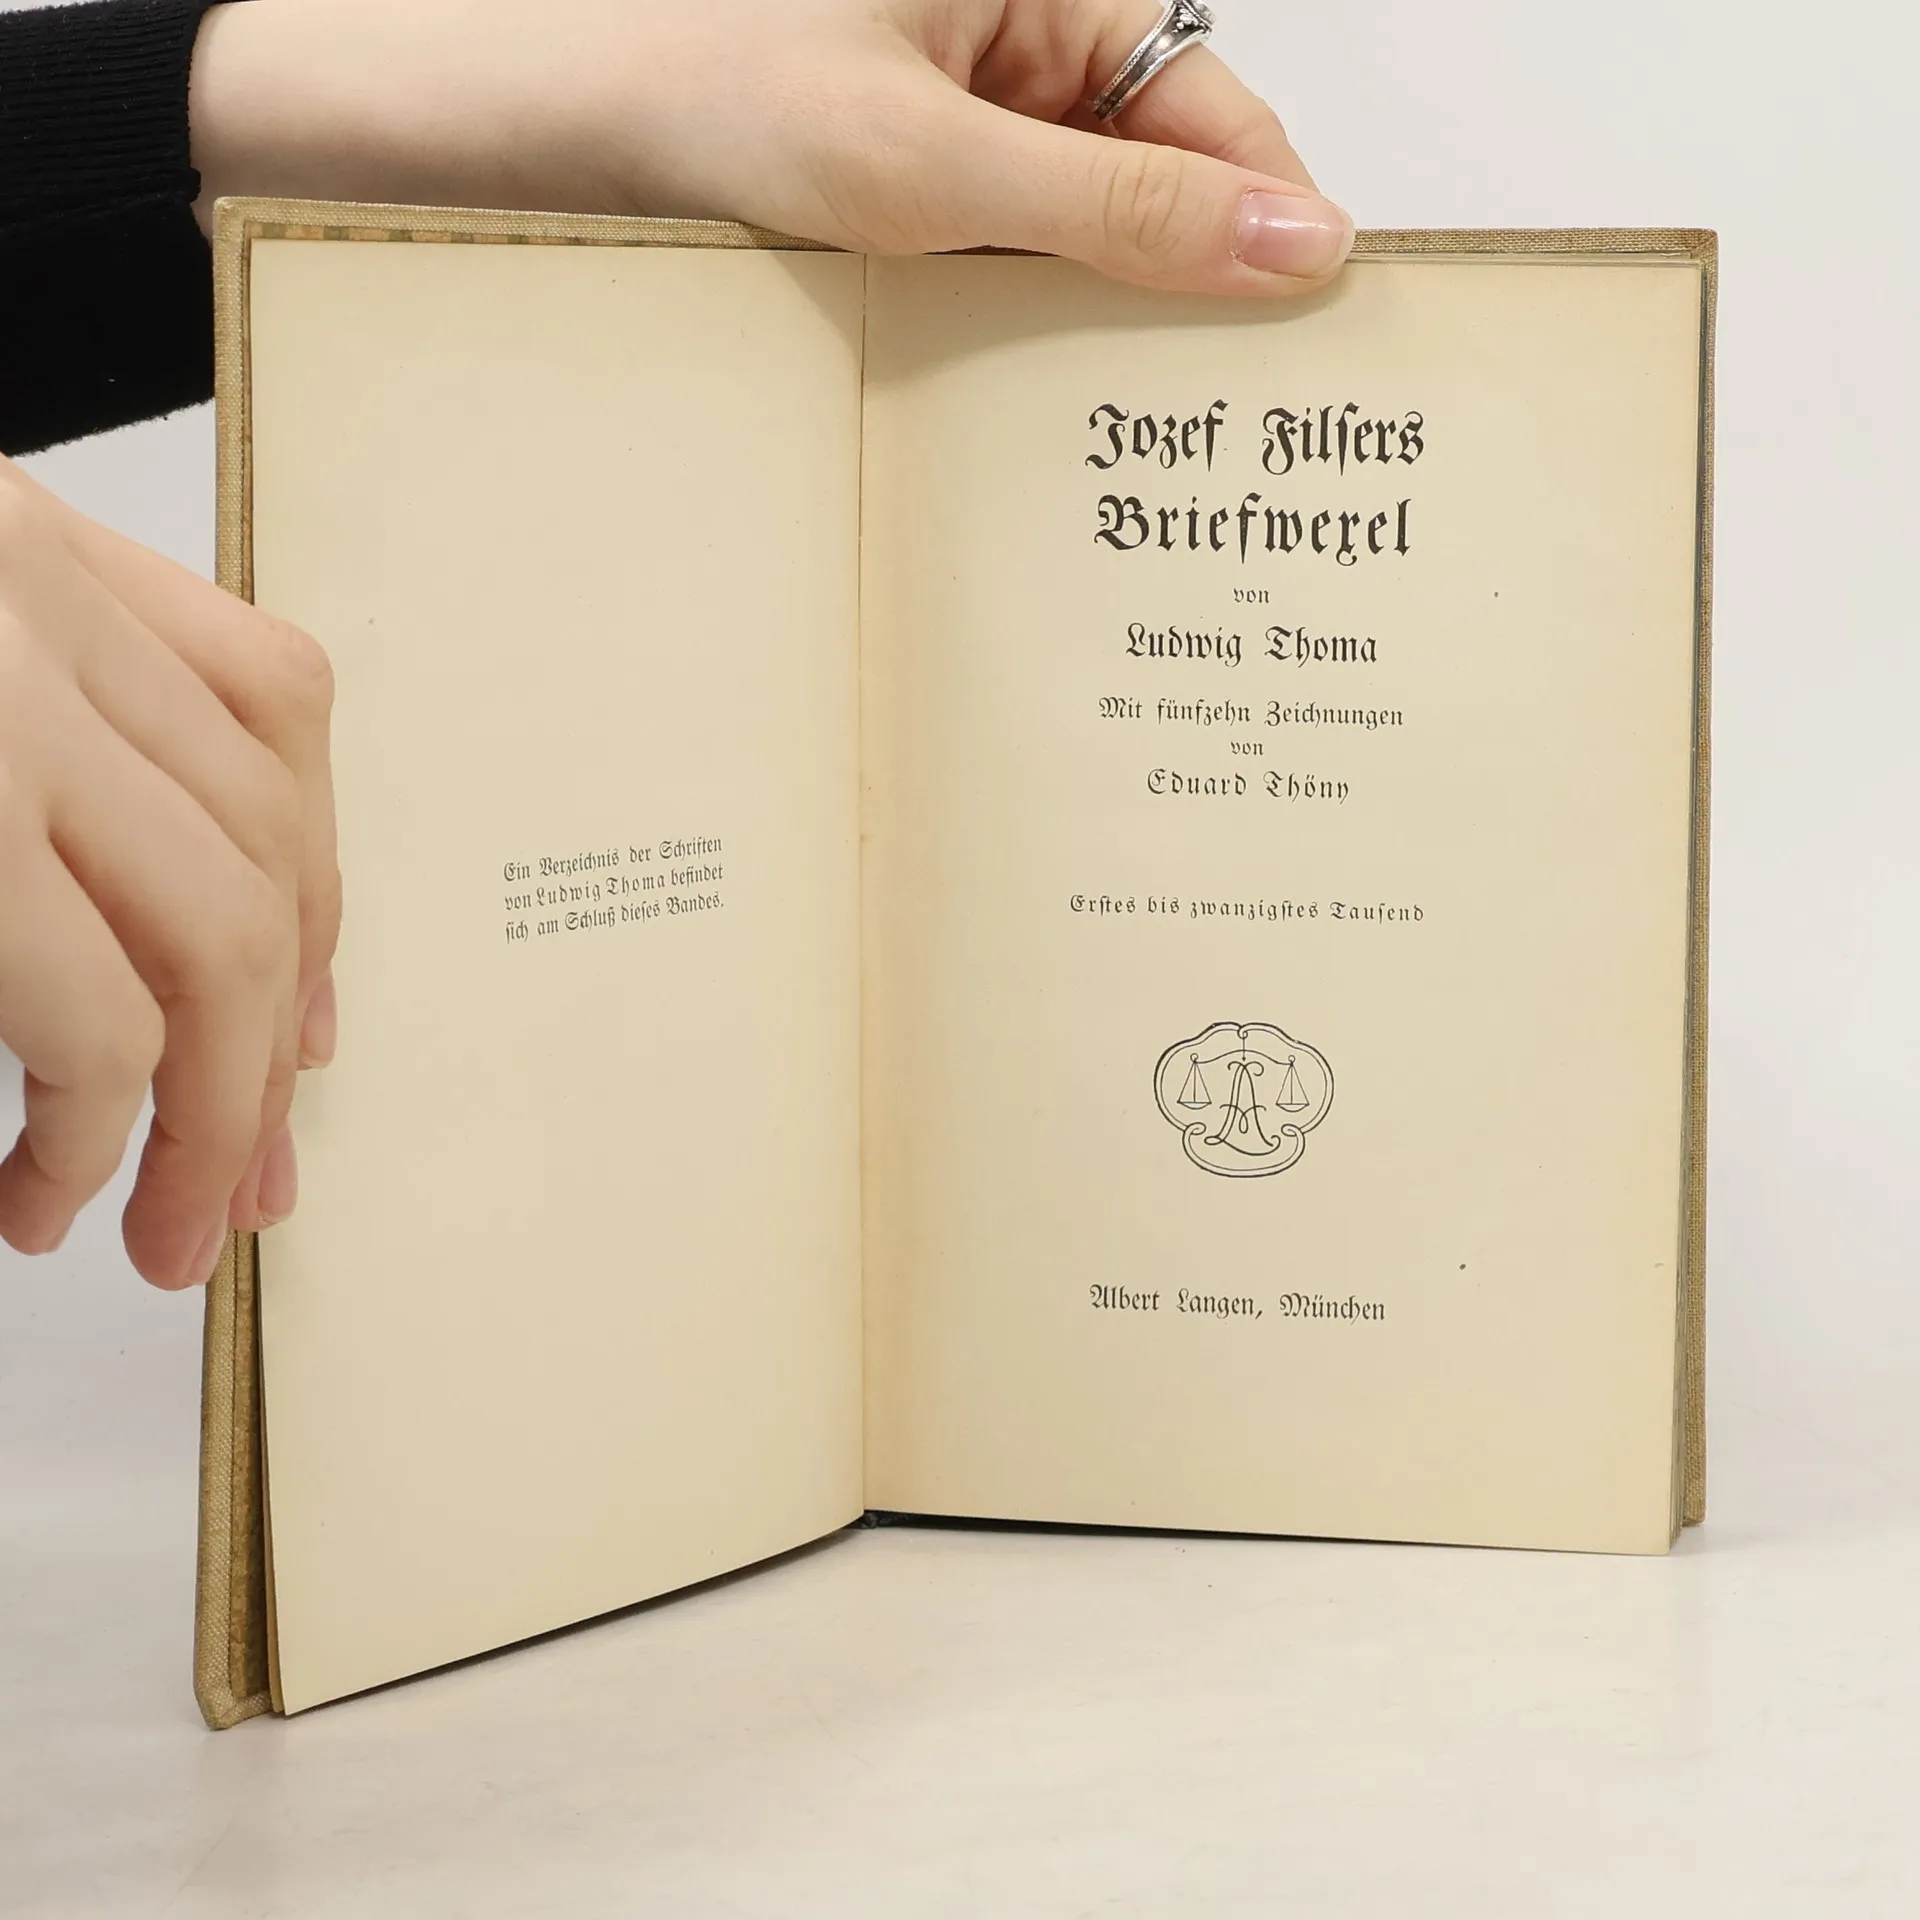 Ein Verzeichnis der Schriften
von Ludwig Thoma befindet
sich am Schluß dieses Bandes.
Jozef Filsers
Briefwexel
von
Ludwig Thoma
Mit fünfzehn Zeichnungen
von
Eduard Thöny
Erstes bis zwanzigstes Tausend
AL
Albert Langen, München